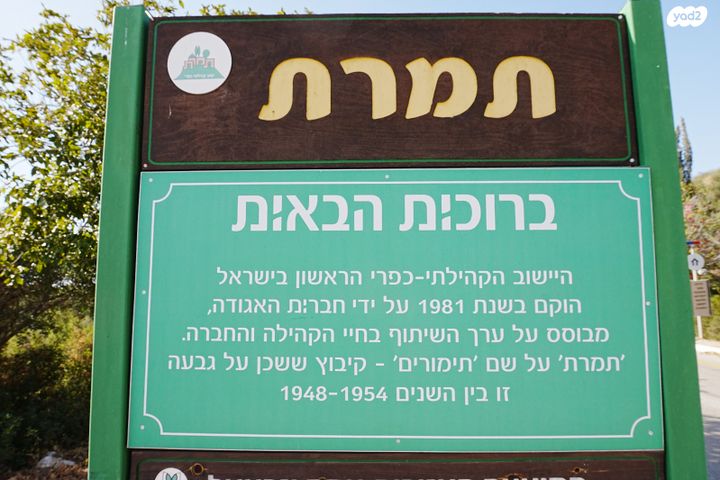 yad2
תמרת
ברוכות הבאות
היישוב הקהילתי-כפרי הראשון בישראל
הוקם בשנת 1981 על ידי חברות האגודה,
מבוסס על ערך השיתוף בחיי הקהילה והחברה.
'תמרת' על שם 'תימורים' - קיבוץ ששכן על גבעה
זו בין השנים 1948-1954